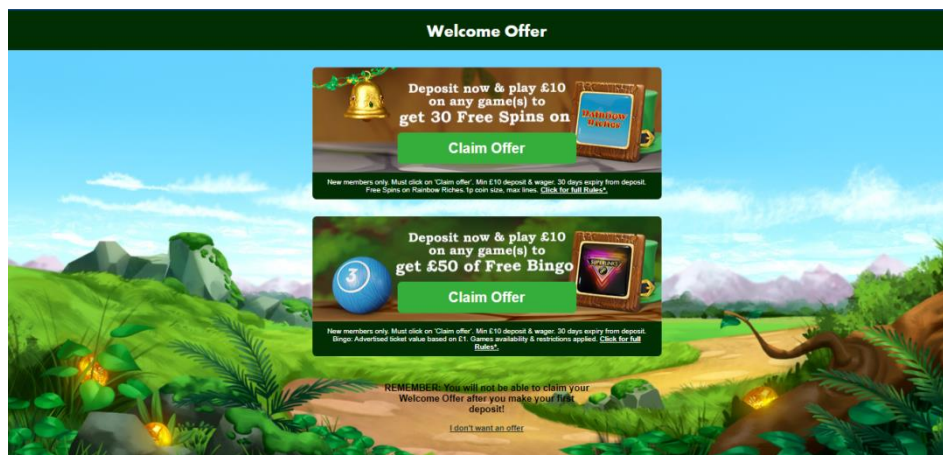 Welcome Offer
Deposit now & play £10
on any game(s) to
get 30 Free Spins on
Rainbow
Riches
Claim Offer
New members only. Must click on 'Claim offer'. Min £10 deposit & wager. 30 days expiry from deposit.
Free Spins on Rainbow Riches.1p coin size, max lines. Click for full Rules*.
Deposit now & play £10
on any game(s) to
get £50 of Free Bingo
3
Claim Offer
New members only. Must click on 'Claim offer'. Min £10 deposit & wager. 30 days expiry from deposit.
Bingo: Advertised ticket value based on £1. Games availability & restrictions applied. Click for full
Rules*.
REMEMBER: You will not be able to claim your
Welcome Offer after you make your first
deposit!
I don't want an offer